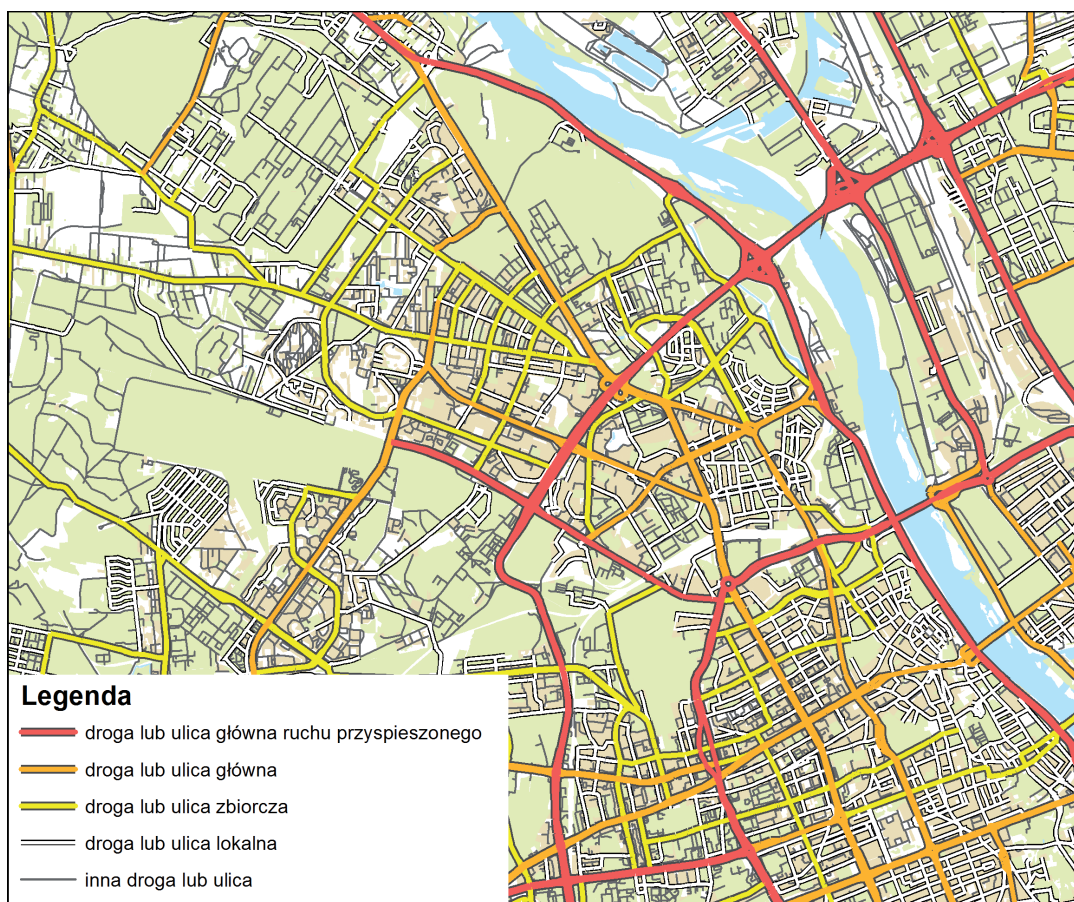 Legenda
droga lub ulica główna ruchu przyspieszonego
droga lub ulica główna
droga lub ulica zbiorcza
droga lub ulica lokalna
inna droga lub ulica